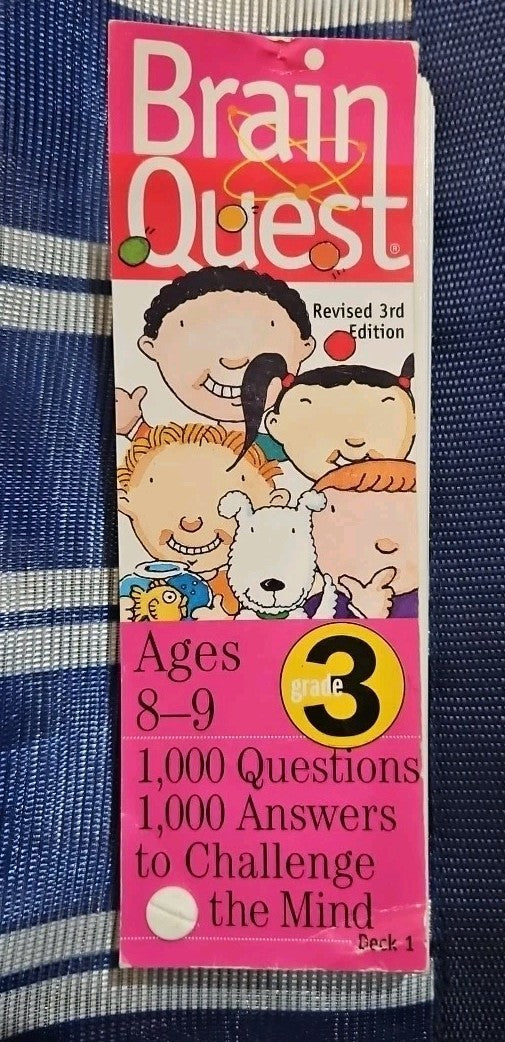 Brain
Quest®
Revised 3rd
Edition
Ages
8–9
grade 3
1,000 Questions
1,000 Answers
to Challenge
the Mind
Deck 1